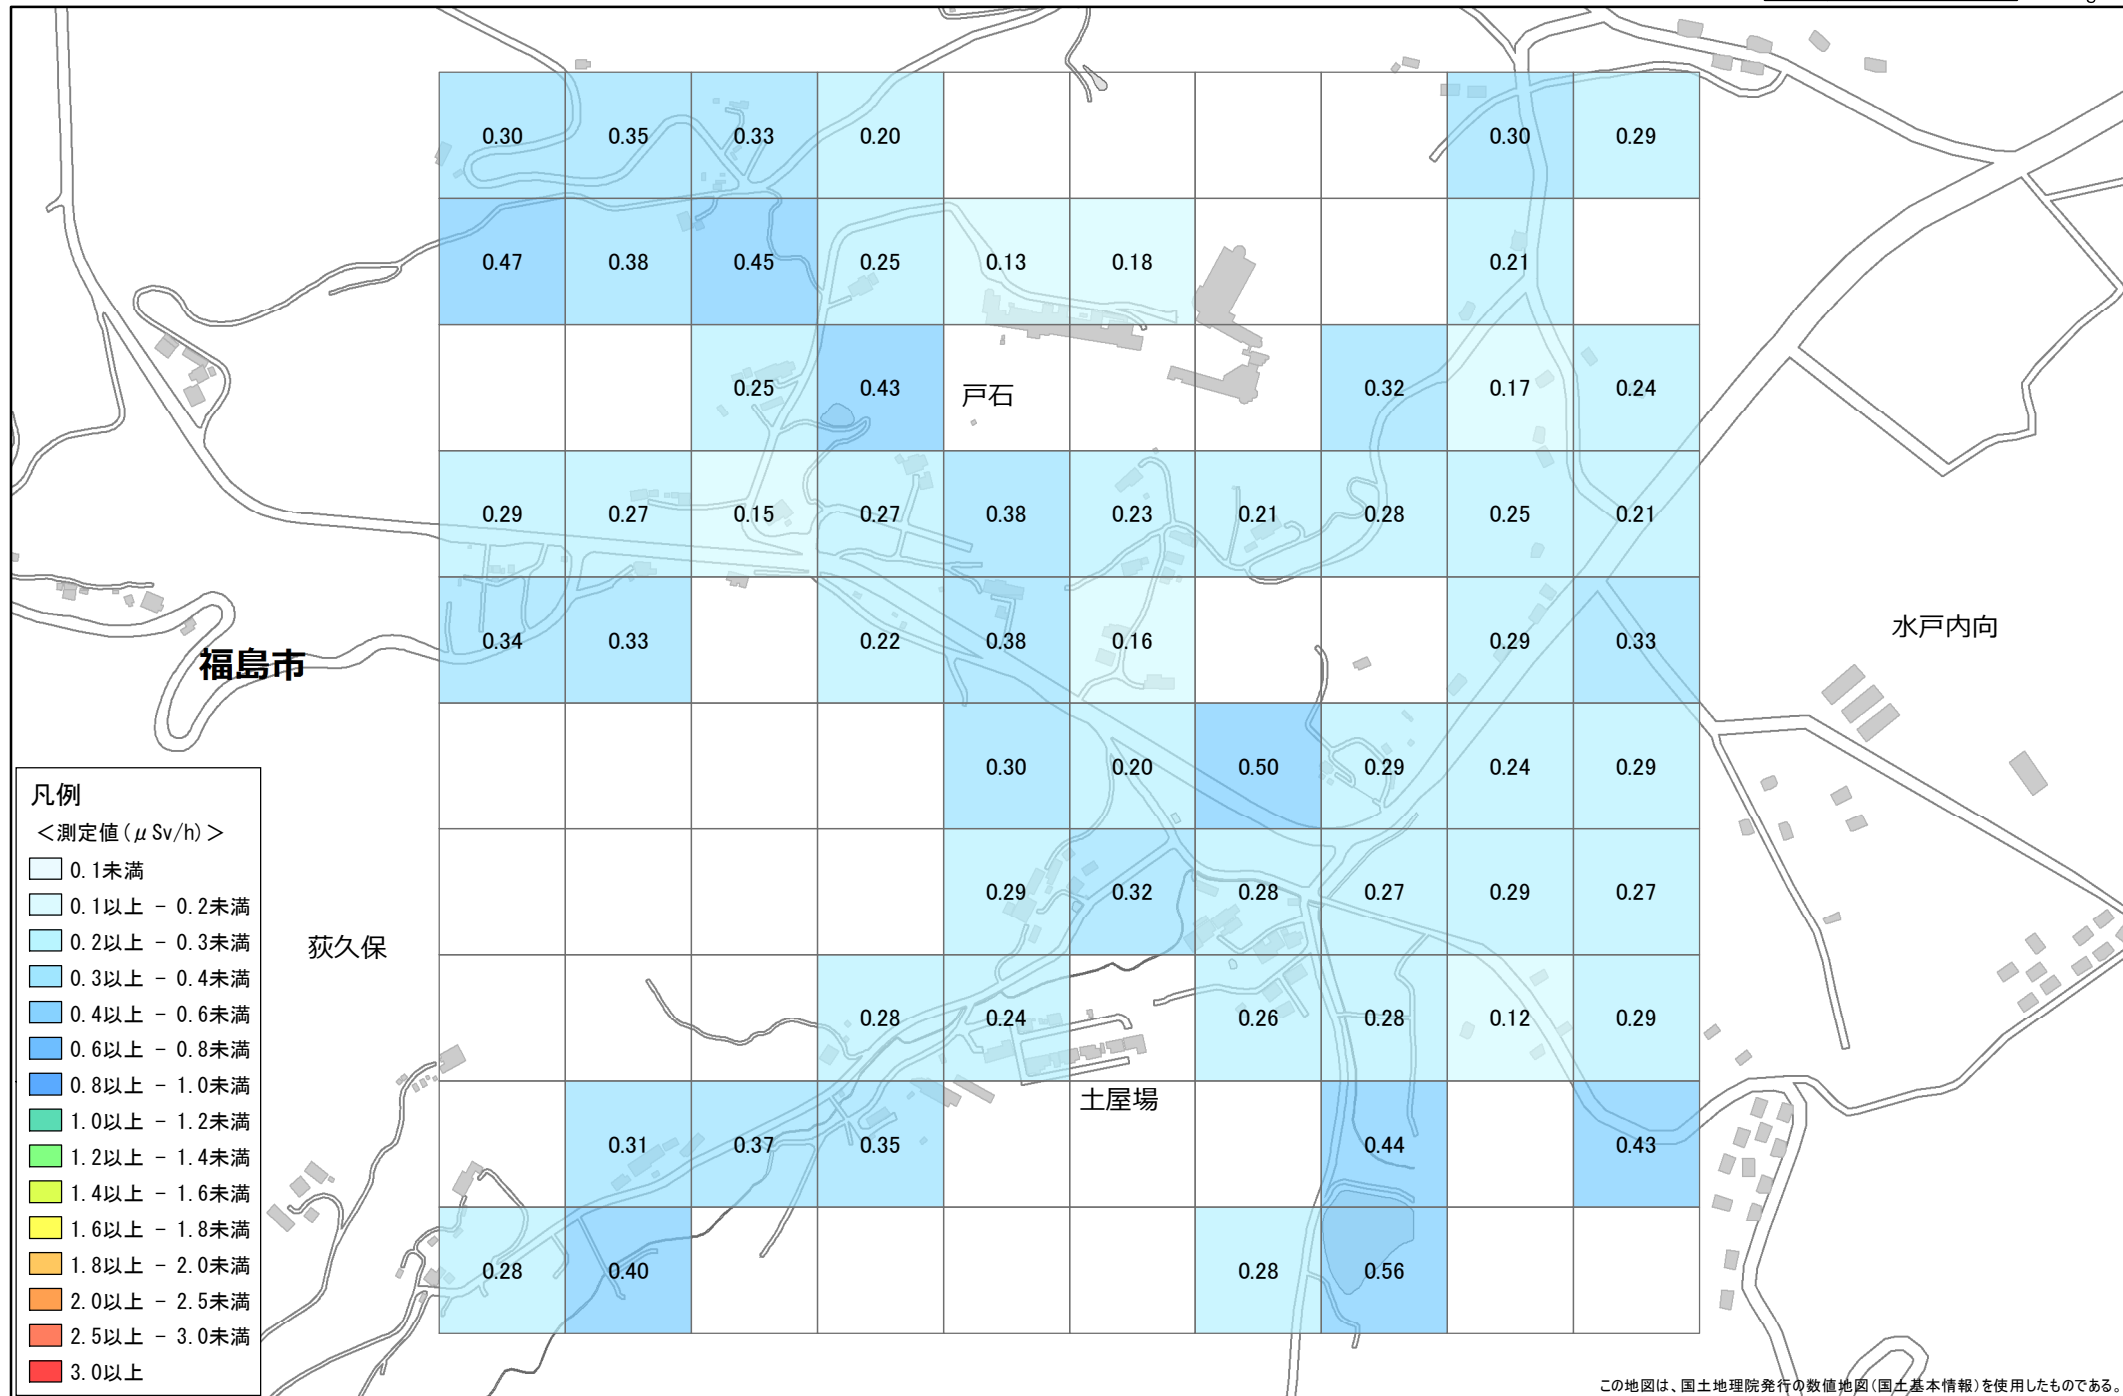 0.30 0.35 0.33 0.20 0.30 0.29
0.47 0.38 0.45 0.25 0.13 0.18 0.21
0.25 0.43 戸石 0.32 0.17 0.24
0.29 0.27 0.15 0.27 0.38 0.23 0.21 0.28 0.25 0.21
0.34 0.33 0.22 0.38 0.16 0.29 0.33
水戸内向
福島市
0.30 0.20 0.50 0.29 0.24 0.29
0.29 0.32 0.28 0.27 0.29 0.27
荻久保
0.28 0.24 0.26 0.28 0.12 0.29
土屋場
0.31 0.37 0.35 0.44 0.43
0.28 0.40 0.28 0.56
凡例
＜測定値(μSv/h)＞
0.1未満
0.1以上 － 0.2未満
0.2以上 － 0.3未満
0.3以上 － 0.4未満
0.4以上 － 0.6未満
0.6以上 － 0.8未満
0.8以上 － 1.0未満
1.0以上 － 1.2未満
1.2以上 － 1.4未満
1.4以上 － 1.6未満
1.6以上 － 1.8未満
1.8以上 － 2.0未満
2.0以上 － 2.5未満
2.5以上 － 3.0未満
3.0以上
この地図は、国土地理院発行の数値地図(国土基本情報)を使用したものである。